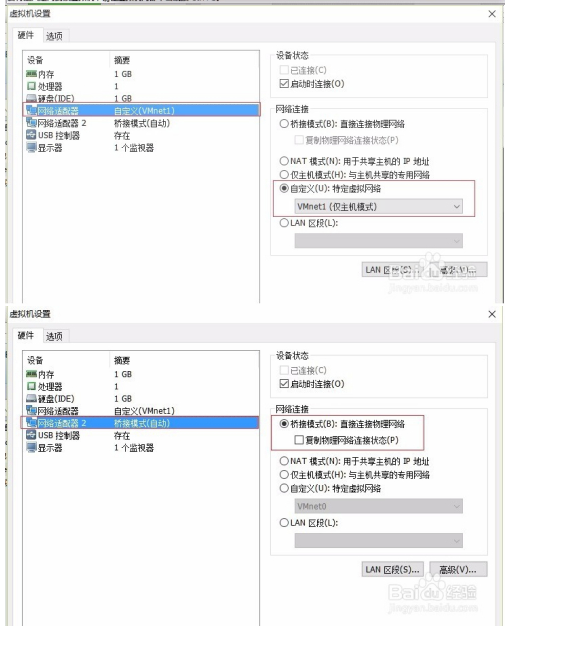 虚拟机设置
硬件 选项
设备 摘要
内存 1 GB
处理器 1
硬盘(IDE) 1 GB
网络适配器 自定义(VMnet1)
网络适配器 2 桥接模式(自动)
USB 控制器 存在
显示器 1 个监视器
设备状态
已连接(C)
启动时连接(O)
网络连接
桥接模式(B): 直接连接物理网络
复制物理网络连接状态(P)
NAT 模式(N): 用于共享主机的 IP 地址
仅主机模式(H): 与主机共享的专用网络
自定义(U): 特定虚拟网络
VMnet1 (仅主机模式)
LAN 区段(L):
LAN 区段(S)... 高级(V)...
Baidu 经验
jingyan.baidu.com
虚拟机设置
硬件 选项
设备 摘要
内存 1 GB
处理器 1
硬盘(IDE) 1 GB
网络适配器 自定义(VMnet1)
网络适配器 2 桥接模式(自动)
USB 控制器 存在
显示器 1 个监视器
设备状态
已连接(C)
启动时连接(O)
网络连接
桥接模式(B): 直接连接物理网络
复制物理网络连接状态(P)
NAT 模式(N): 用于共享主机的 IP 地址
仅主机模式(H): 与主机共享的专用网络
自定义(U): 特定虚拟网络
VMnet0
LAN 区段(L):
LAN 区段(S)... 高级(V)...
Baidu 经验
jingyan.baidu.com